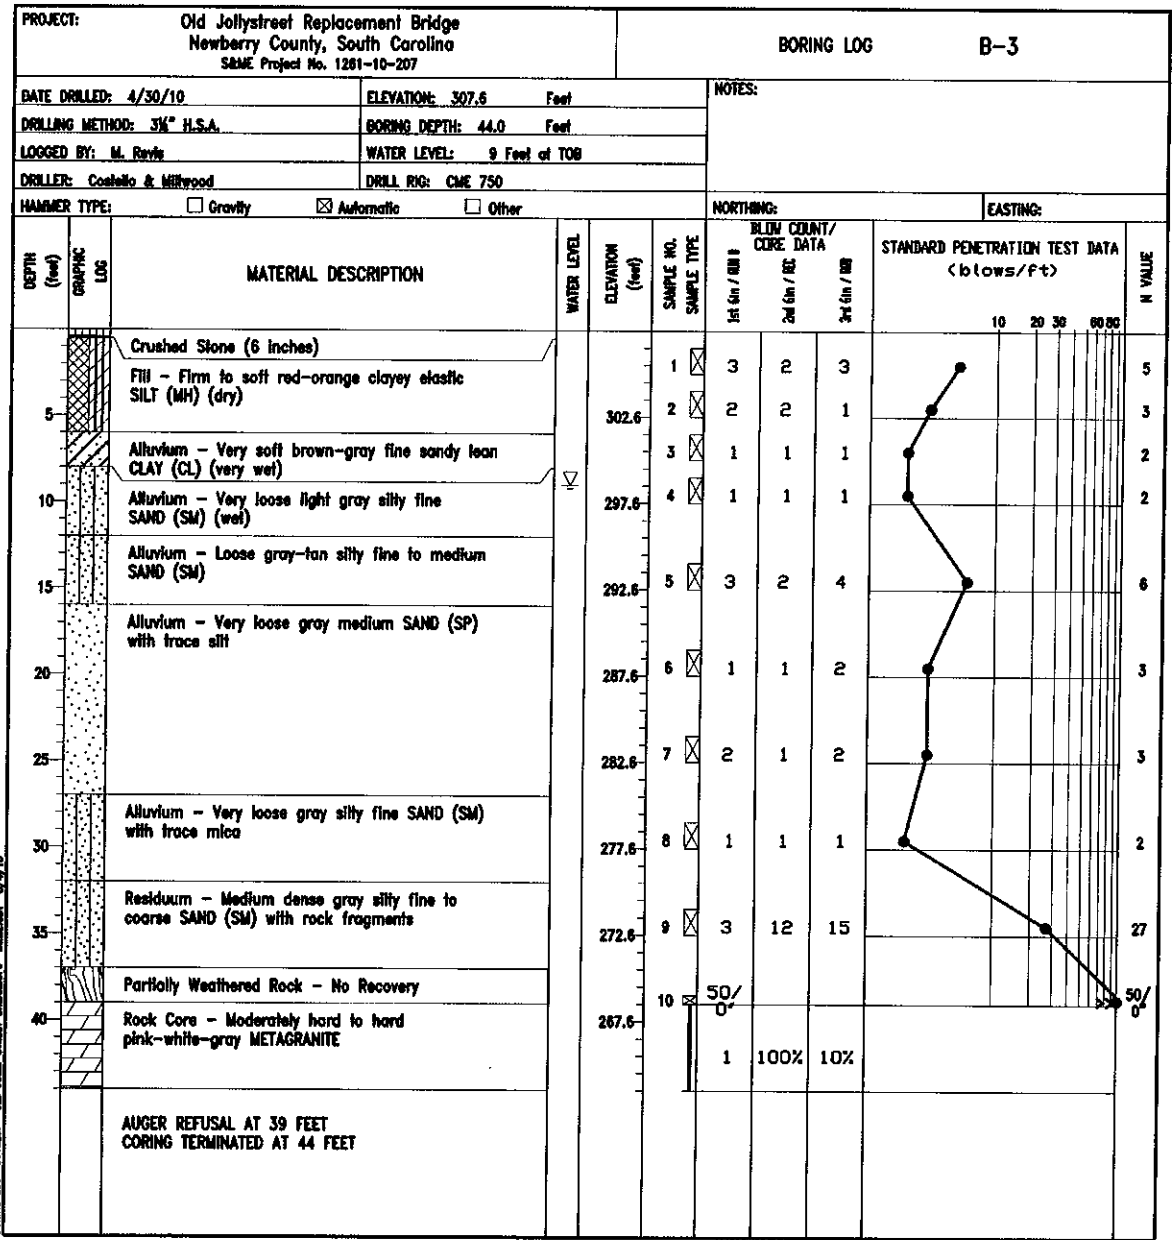 PROJECT: Old Jollystreet Replacement Bridge
Newberry County, South Carolina
S&ME Project No. 1261-10-207
BORING LOG B-3
DATE DRILLED: 4/30/10
ELEVATION: 307.6 Feet
NOTES:
DRILLING METHOD: 3¼" H.S.A.
BORING DEPTH: 44.0 Feet
LOGGED BY: M. Revis
WATER LEVEL: 9 Feet at TOB
DRILLER: Costello & Millwood
DRILL RIG: CME 750
HAMMER TYPE: Gravity Automatic Other
NORTHING: EASTING:
DEPTH (feet)
GRAPHIC LOG
MATERIAL DESCRIPTION
WATER LEVEL
ELEVATION (feet)
SAMPLE NO.
SAMPLE TYPE
BLOW COUNT/
CORE DATA
1st 6in / RUN #
2nd 6in / REC
3rd 6in / RQD
STANDARD PENETRATION TEST DATA
(blows/ft)
10 20 30 60 80
N VALUE
Crushed Stone (6 inches)
1 3 2 3 5
Fill - Firm to soft red-orange clayey elastic
SILT (MH) (dry)
5 302.6 2 2 2 1 3
Alluvium - Very soft brown-gray fine sandy lean
CLAY (CL) (very wet)
3 1 1 1 2
10 297.6 4 1 1 1 2
Alluvium - Very loose light gray silty fine
SAND (SM) (wet)
Alluvium - Loose gray-tan silty fine to medium
SAND (SM)
15 292.6 5 3 2 4 6
Alluvium - Very loose gray medium SAND (SP)
with trace silt
20 287.6 6 1 1 2 3
25 282.6 7 2 1 2 3
Alluvium - Very loose gray silty fine SAND (SM)
with trace mica
30 277.6 8 1 1 1 2
Residuum - Medium dense gray silty fine to
coarse SAND (SM) with rock fragments
35 272.6 9 3 12 15 27
Partially Weathered Rock - No Recovery
10 50/0" >> 50/0"
40 267.6
Rock Core - Moderately hard to hard
pink-white-gray METAGRANITE
1 100% 10%
AUGER REFUSAL AT 39 FEET
CORING TERMINATED AT 44 FEET